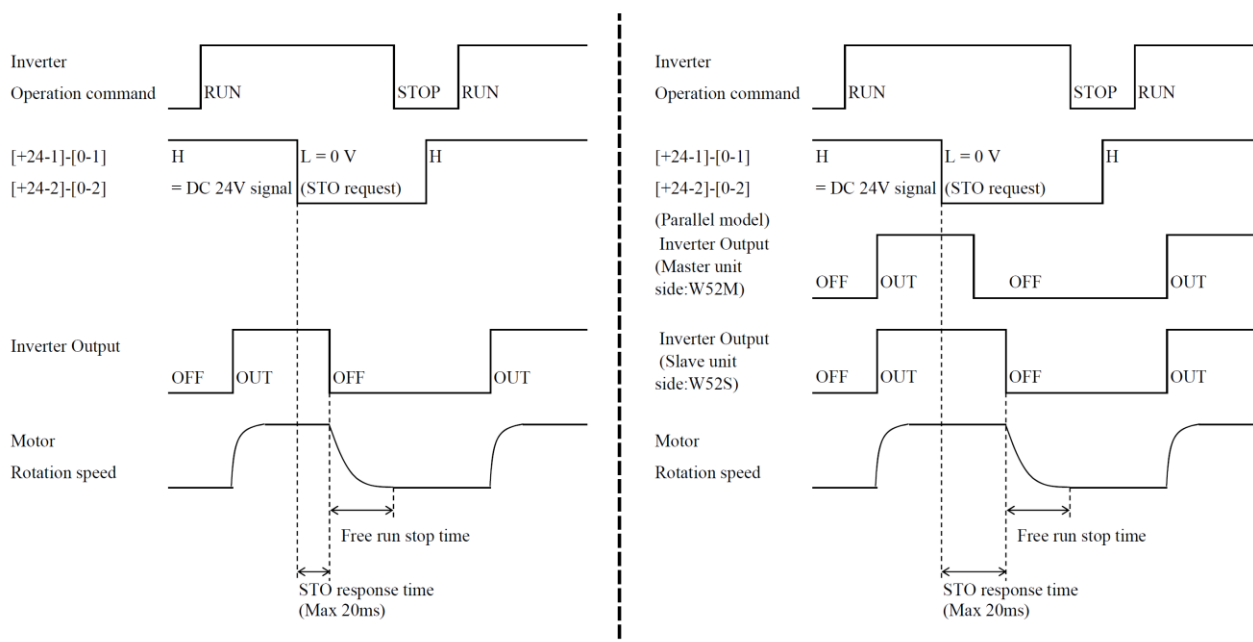 Inverter
Operation command
RUN
STOP
RUN
[+24-1]-[0-1]
H
L = 0 V
H
[+24-2]-[0-2]
= DC 24V signal
(STO request)
Inverter Output
OFF
OUT
OFF
OUT
Motor
Rotation speed
Free run stop time
STO response time
(Max 20ms)
Inverter
Operation command
RUN
STOP
RUN
[+24-1]-[0-1]
H
L = 0 V
H
[+24-2]-[0-2]
= DC 24V signal
(STO request)
(Parallel model)
Inverter Output
(Master unit
side:W52M)
OFF
OUT
OFF
OUT
Inverter Output
(Slave unit
side:W52S)
OFF
OUT
OFF
OUT
Motor
Rotation speed
Free run stop time
STO response time
(Max 20ms)